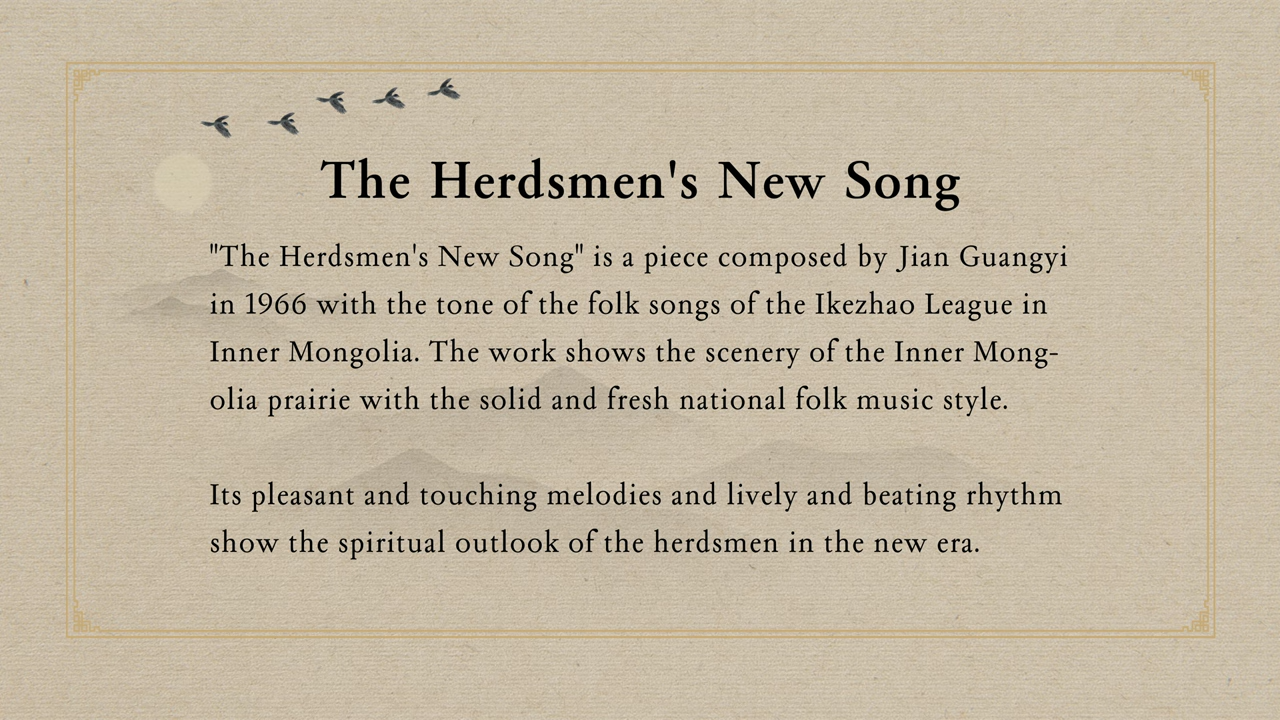 The Herdsmen's New Song
"The Herdsmen's New Song" is a piece composed by Jian Guangyi
in 1966 with the tone of the folk songs of the Ikezhao League in
Inner Mongolia. The work shows the scenery of the Inner Mong-
olia prairie with the solid and fresh national folk music style.
Its pleasant and touching melodies and lively and beating rhythm
show the spiritual outlook of the herdsmen in the new era.